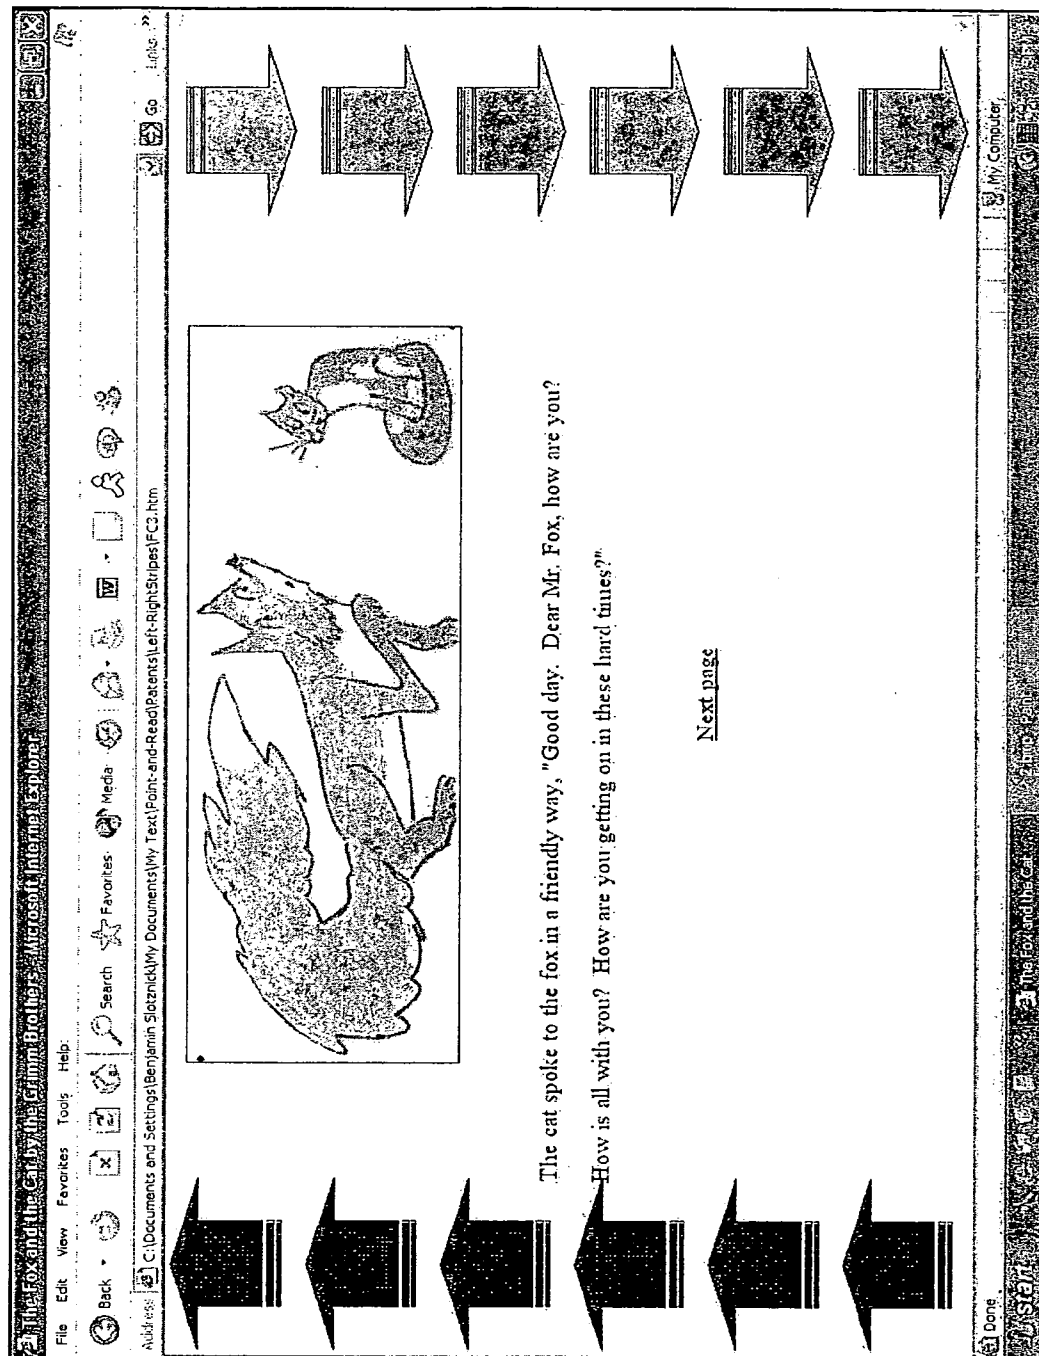 The Fox and the Cat by the Grimm Brothers - Microsoft Internet Explorer
File Edit View Favorites Tools Help
Back Search Favorites Media
Address C:\Documents and Settings\Benjamin Slotznick\My Documents\My Text\Point-and-Read\Patents\Left-RightStripes\FC3.htm Go Links »
The cat spoke to the fox in a friendly way, "Good day. Dear Mr. Fox, how are you?
How is all with you? How are you getting on in these hard times?"
Next page
Done My Computer
start The Fox and the Cat